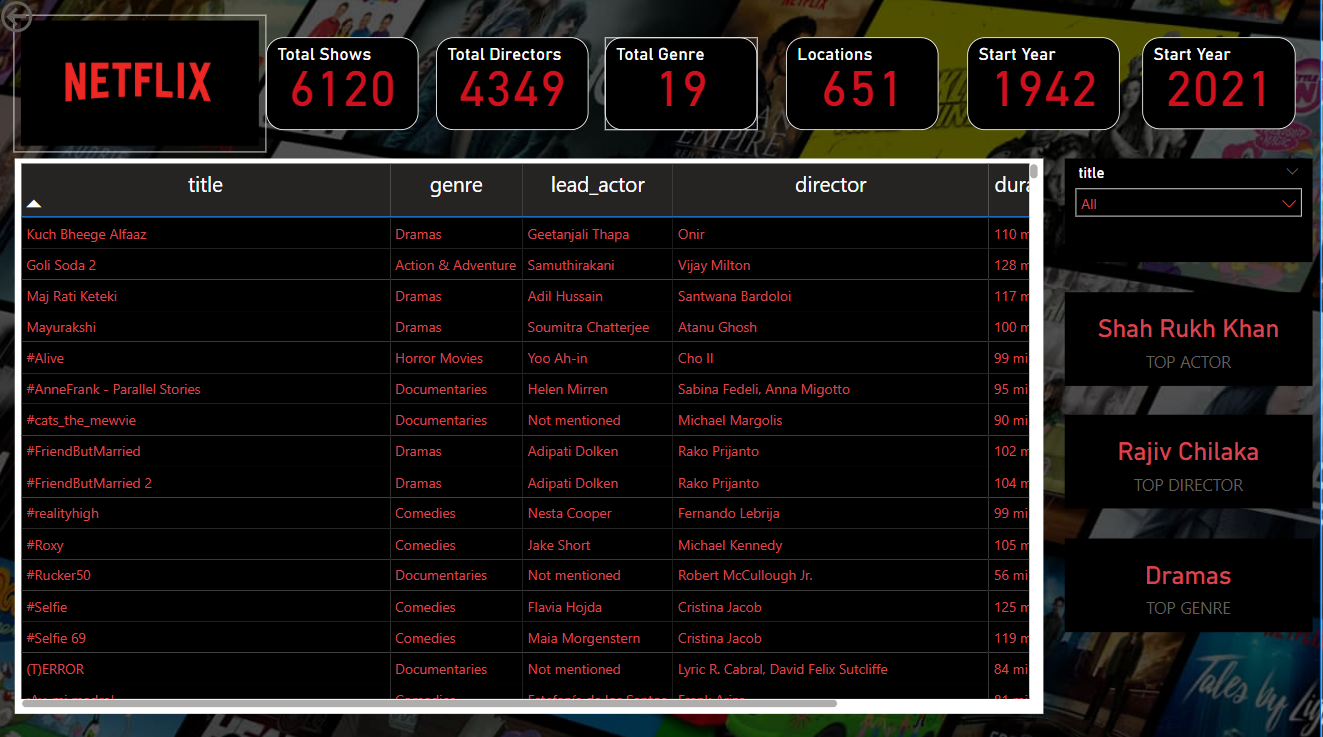 NETFLIX
Total Shows
6120
Total Directors
4349
Total Genre
19
Locations
651
Start Year
1942
Start Year
2021
title genre lead_actor director dura
Kuch Bheege Alfaaz Dramas Geetanjali Thapa Onir 110 m
Goli Soda 2 Action & Adventure Samuthirakani Vijay Milton 128 m
Maj Rati Keteki Dramas Adil Hussain Santwana Bardoloi 117 m
Mayurakshi Dramas Soumitra Chatterjee Atanu Ghosh 100 m
#Alive Horror Movies Yoo Ah-in Cho Il 99 mi
#AnneFrank - Parallel Stories Documentaries Helen Mirren Sabina Fedeli, Anna Migotto 95 mi
#cats_the_mewvie Documentaries Not mentioned Michael Margolis 90 mi
#FriendButMarried Dramas Adipati Dolken Rako Prijanto 102 m
#FriendButMarried 2 Dramas Adipati Dolken Rako Prijanto 104 m
#realityhigh Comedies Nesta Cooper Fernando Lebrija 99 mi
#Roxy Comedies Jake Short Michael Kennedy 105 m
#Rucker50 Documentaries Not mentioned Robert McCullough Jr. 56 mi
#Selfie Comedies Flavia Hojda Cristina Jacob 125 m
#Selfie 69 Comedies Maia Morgenstern Cristina Jacob 119 m
(T)ERROR Documentaries Not mentioned Lyric R. Cabral, David Felix Sutcliffe 84 mi
title
All
Shah Rukh Khan
TOP ACTOR
Rajiv Chilaka
TOP DIRECTOR
Dramas
TOP GENRE
NETFLIX
EMPIRE
Tales by